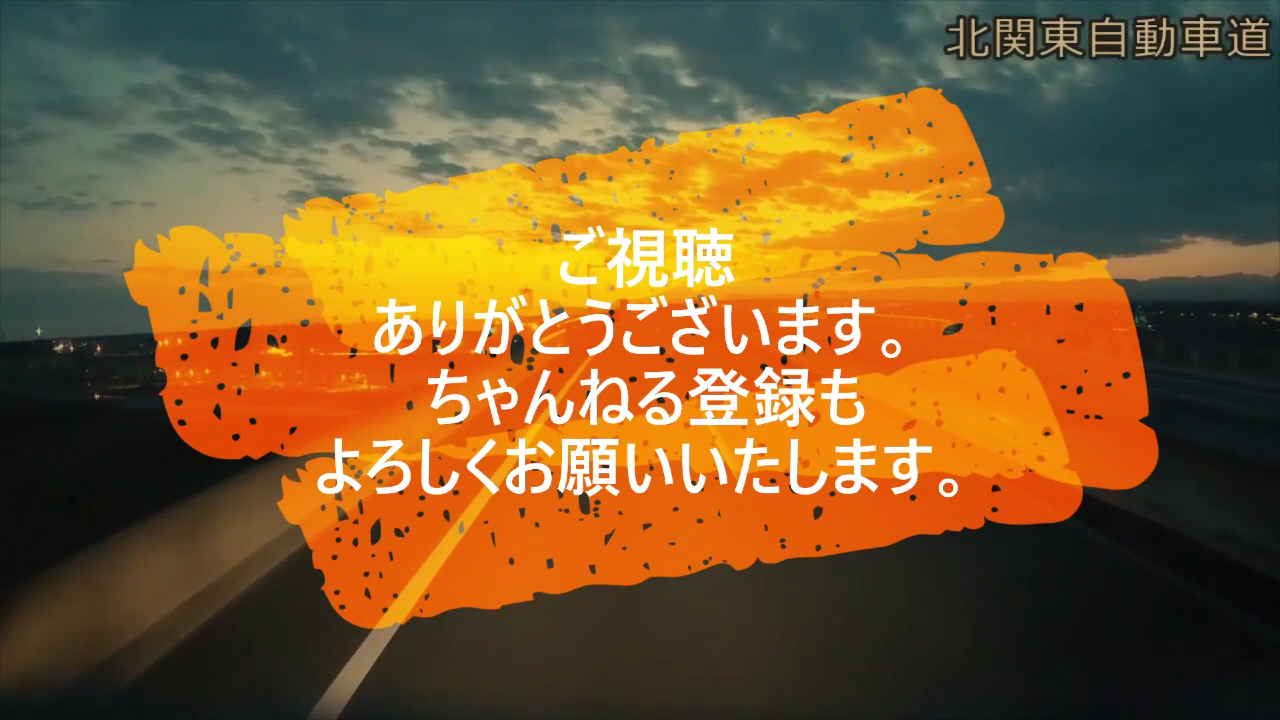 北関東自動車道
ご視聴
ありがとうございます。
ちゃんねる登録も
よろしくお願いいたします。